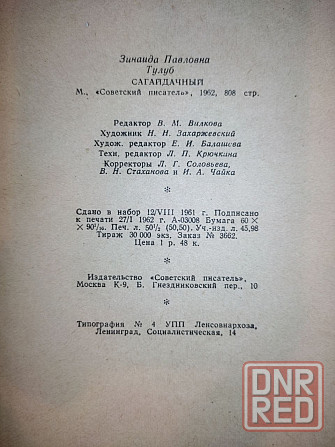 Зинаида Павловна
Тулуб
САГАЙДАЧНЫЙ
М., «Советский писатель», 1962, 808 стр.
Редактор В. М. Вилкова
Художник Н. Н. Захаржевский
Худож. редактор Е. И. Балашева
Техн. редактор Л. П. Крючкина
Корректоры Л. Г. Соловьева,
В. Н. Стаханова и И. А. Чайка
*
Сдано в набор 12/VIII 1961 г. Подписано
к печати 27/I 1962 г. А-03008 Бумага 60×
×90¹/₁₆. Печ. л. 50¹/₂ (50,50). Уч.-изд. л. 45,98
Тираж 30 000 экз. Заказ № 3662.
Цена 1 р. 48 к.
*
Издательство «Советский писатель»,
Москва К-9, Б. Гнездниковский пер., 10
*
Типография № 4 УПП Ленсовнархоза,
Ленинград, Социалистическая, 14
DNR
RED